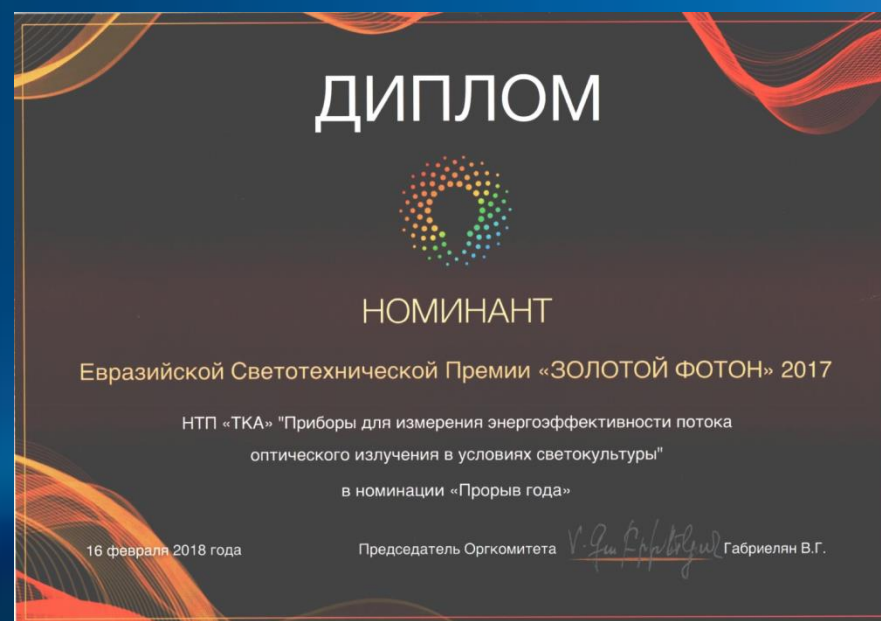 ДИПЛОМ
НОМИНАНТ
Евразийской Светотехнической Премии «ЗОЛОТОЙ ФОТОН» 2017
НТП «ТКА» "Приборы для измерения энергоэффективности потока
оптического излучения в условиях светокультуры"
в номинации «Прорыв года»
16 февраля 2018 года Председатель Оргкомитета Габриелян В.Г.